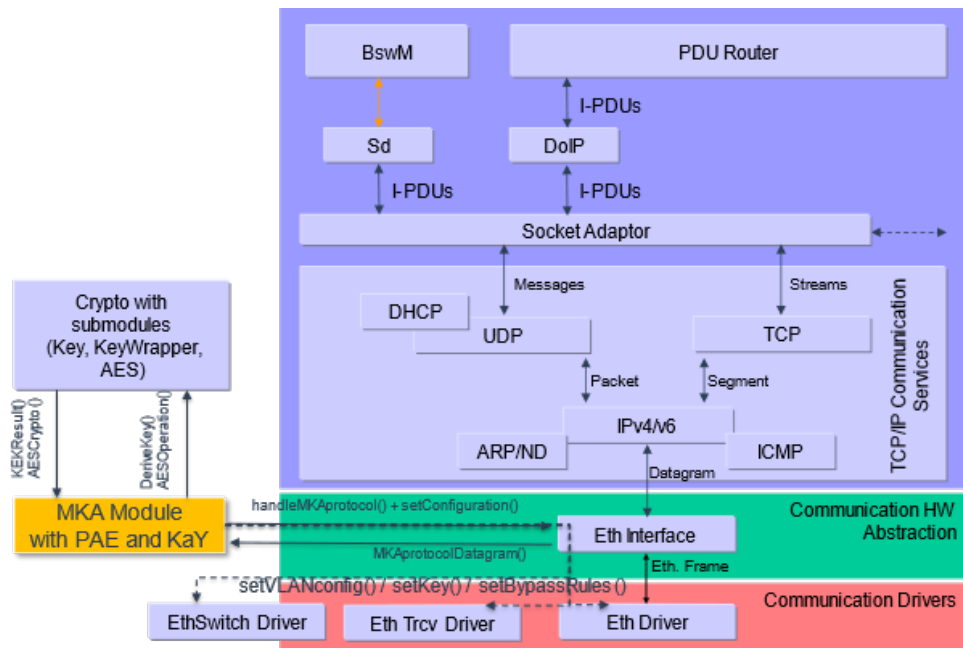 BswM
PDU Router
I-PDUs
Sd
DoIP
I-PDUs
I-PDUs
Socket Adaptor
Messages
Streams
Crypto with
submodules
(Key, KeyWrapper,
AES)
DHCP
UDP
TCP
TCP/IP Communication
Services
Packet
Segment
IPv4/v6
ARP/ND
ICMP
Datagram
KEKResult()
AESCrypto()
DeriveKey()
AESOperation()
MKA Module
with PAE and KaY
handleMKAprotocol() + setConfiguration()
MKAprotocolDatagram()
Eth Interface
Communication HW
Abstraction
Eth. Frame
setVLANconfig() / setKey() / setBypassRules()
Communication Drivers
EthSwitch Driver
Eth Trcv Driver
Eth Driver